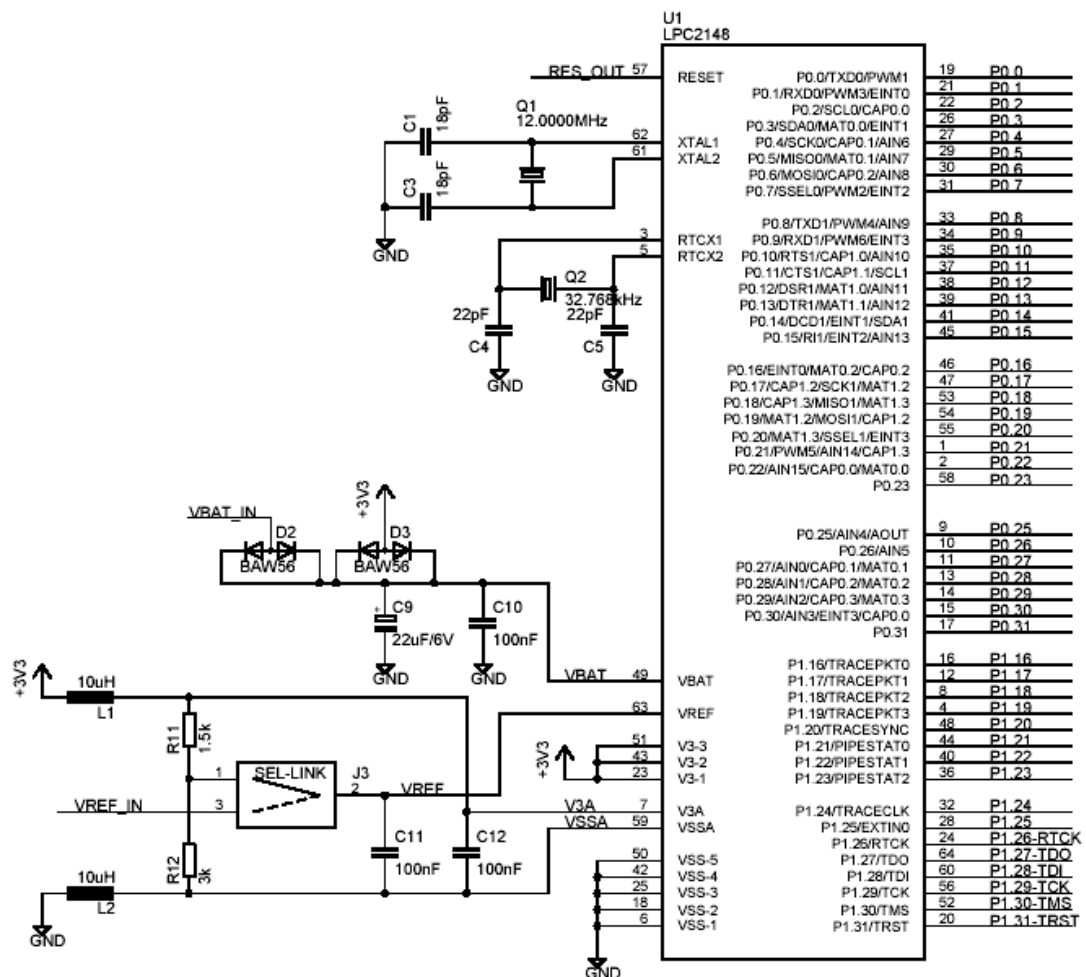 U1
LPC2148
RES_OUT 57 RESET
Q1
12.0000MHz
C1
18pF
C3
18pF
62 XTAL1
61 XTAL2
GND
3 RTCX1
5 RTCX2
Q2
32.768kHz
22pF
C4
22pF
C5
GND
GND
VBAT_IN
+3V3
D2
BAW56
D3
BAW56
+
C9
22uF/6V
C10
100nF
GND
GND
VBAT 49 VBAT
+3V3
10uH
L1
R11
1.5k
63 VREF
SEL-LINK
J3
1
2
3
VREF
VREF_IN
+3V3
51 V3-3
43 V3-2
23 V3-1
V3A 7 V3A
VSSA 59 VSSA
C11
100nF
C12
100nF
R12
3k
10uH
L2
GND
50 VSS-5
42 VSS-4
25 VSS-3
18 VSS-2
6 VSS-1
GND
P0.0/TXD0/PWM1 19 P0.0
P0.1/RXD0/PWM3/EINT0 21 P0.1
P0.2/SCL0/CAP0.0 22 P0.2
P0.3/SDA0/MAT0.0/EINT1 26 P0.3
P0.4/SCK0/CAP0.1/AIN6 27 P0.4
P0.5/MISO0/MAT0.1/AIN7 29 P0.5
P0.6/MOSI0/CAP0.2/AIN8 30 P0.6
P0.7/SSEL0/PWM2/EINT2 31 P0.7
P0.8/TXD1/PWM4/AIN9 33 P0.8
P0.9/RXD1/PWM6/EINT3 34 P0.9
P0.10/RTS1/CAP1.0/AIN10 35 P0.10
P0.11/CTS1/CAP1.1/SCL1 37 P0.11
P0.12/DSR1/MAT1.0/AIN11 38 P0.12
P0.13/DTR1/MAT1.1/AIN12 39 P0.13
P0.14/DCD1/EINT1/SDA1 41 P0.14
P0.15/RI1/EINT2/AIN13 45 P0.15
P0.16/EINT0/MAT0.2/CAP0.2 46 P0.16
P0.17/CAP1.2/SCK1/MAT1.2 47 P0.17
P0.18/CAP1.3/MISO1/MAT1.3 53 P0.18
P0.19/MAT1.2/MOSI1/CAP1.2 54 P0.19
P0.20/MAT1.3/SSEL1/EINT3 55 P0.20
P0.21/PWM5/AIN14/CAP1.3 1 P0.21
P0.22/AIN15/CAP0.0/MAT0.0 2 P0.22
P0.23 58 P0.23
P0.25/AIN4/AOUT 9 P0.25
P0.26/AIN5 10 P0.26
P0.27/AIN0/CAP0.1/MAT0.1 11 P0.27
P0.28/AIN1/CAP0.2/MAT0.2 13 P0.28
P0.29/AIN2/CAP0.3/MAT0.3 14 P0.29
P0.30/AIN3/EINT3/CAP0.0 15 P0.30
P0.31 17 P0.31
P1.16/TRACEPKT0 16 P1.16
P1.17/TRACEPKT1 12 P1.17
P1.18/TRACEPKT2 8 P1.18
P1.19/TRACEPKT3 4 P1.19
P1.20/TRACESYNC 48 P1.20
P1.21/PIPESTAT0 44 P1.21
P1.22/PIPESTAT1 40 P1.22
P1.23/PIPESTAT2 36 P1.23
P1.24/TRACECLK 32 P1.24
P1.25/EXTIN0 28 P1.25
P1.26/RTCK 24 P1.26-RTCK
P1.27/TDO 64 P1.27-TDO
P1.28/TDI 60 P1.28-TDI
P1.29/TCK 56 P1.29-TCK
P1.30/TMS 52 P1.30-TMS
P1.31/TRST 20 P1.31-TRST